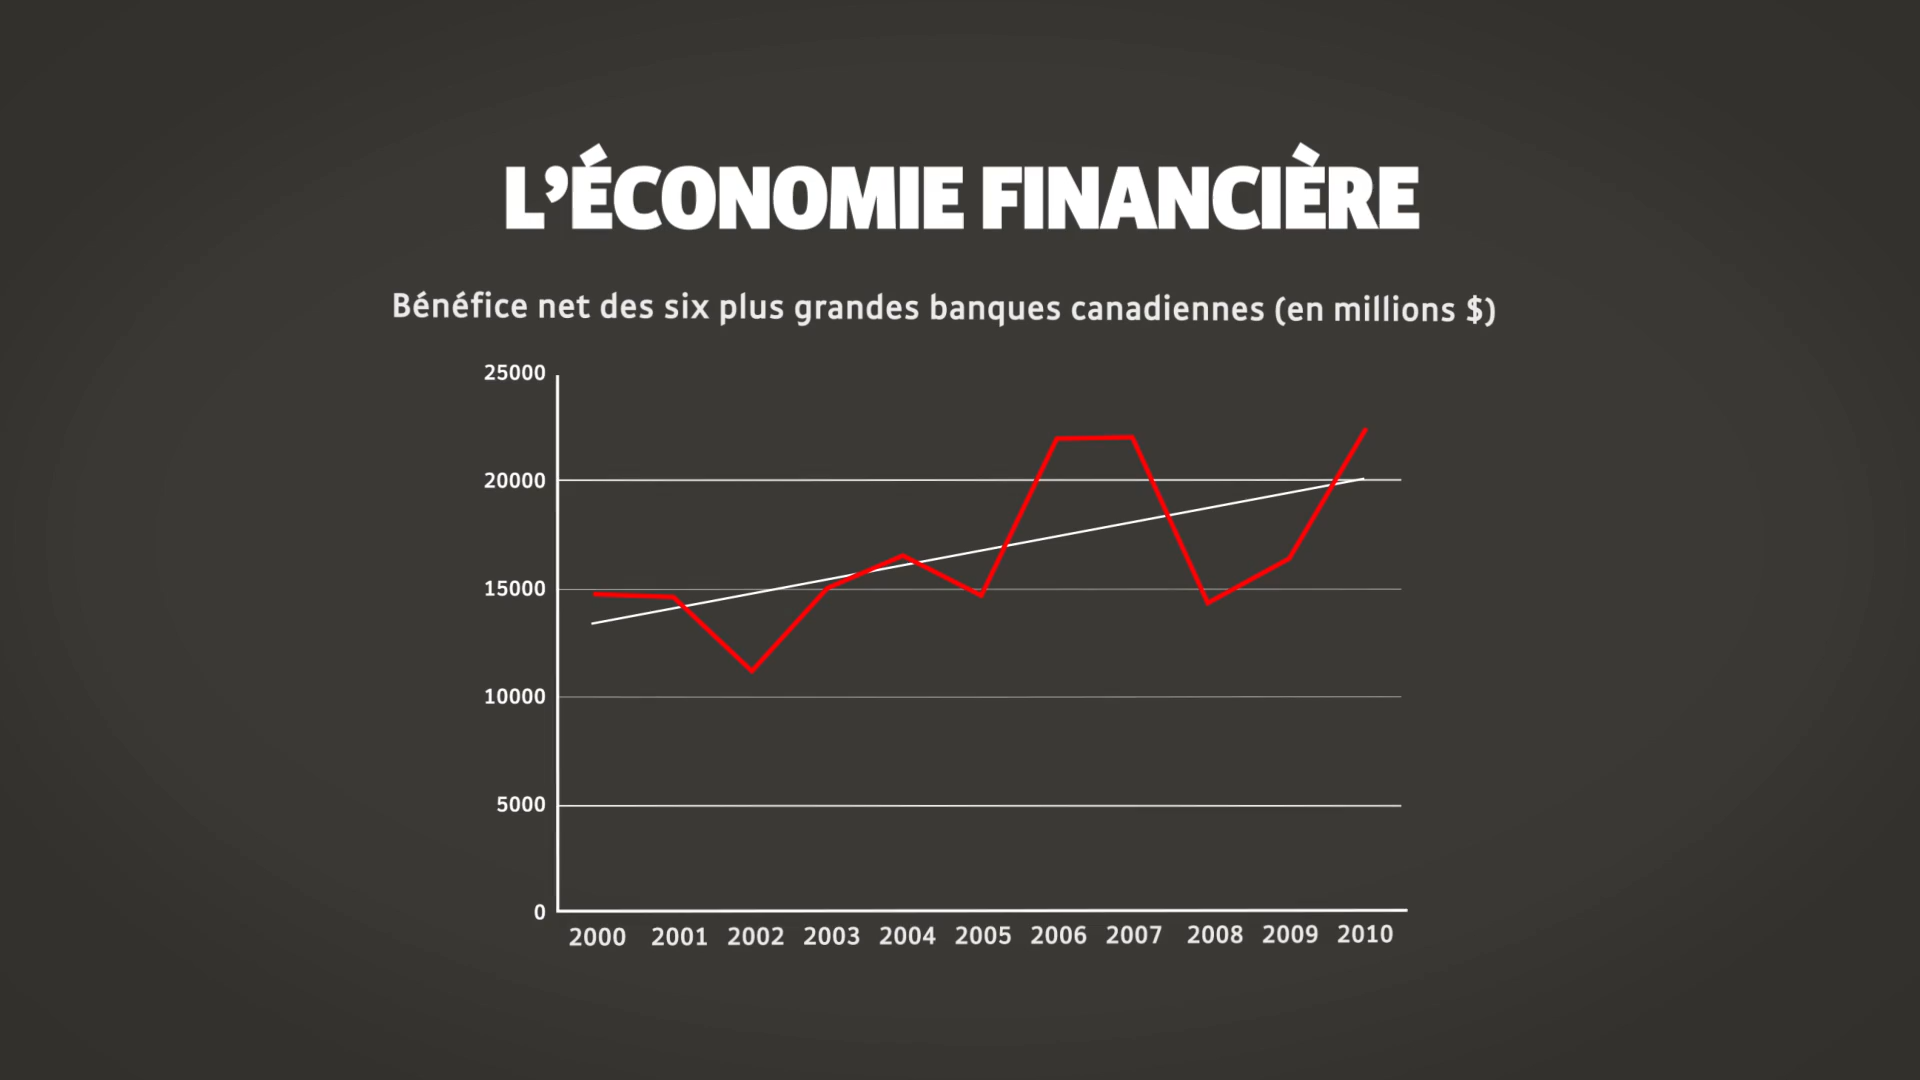 L'ÉCONOMIE FINANCIÈRE
Bénéfice net des six plus grandes banques canadiennes (en millions $)
25000
20000
15000
10000
5000
0
2000 2001 2002 2003 2004 2005 2006 2007 2008 2009 2010